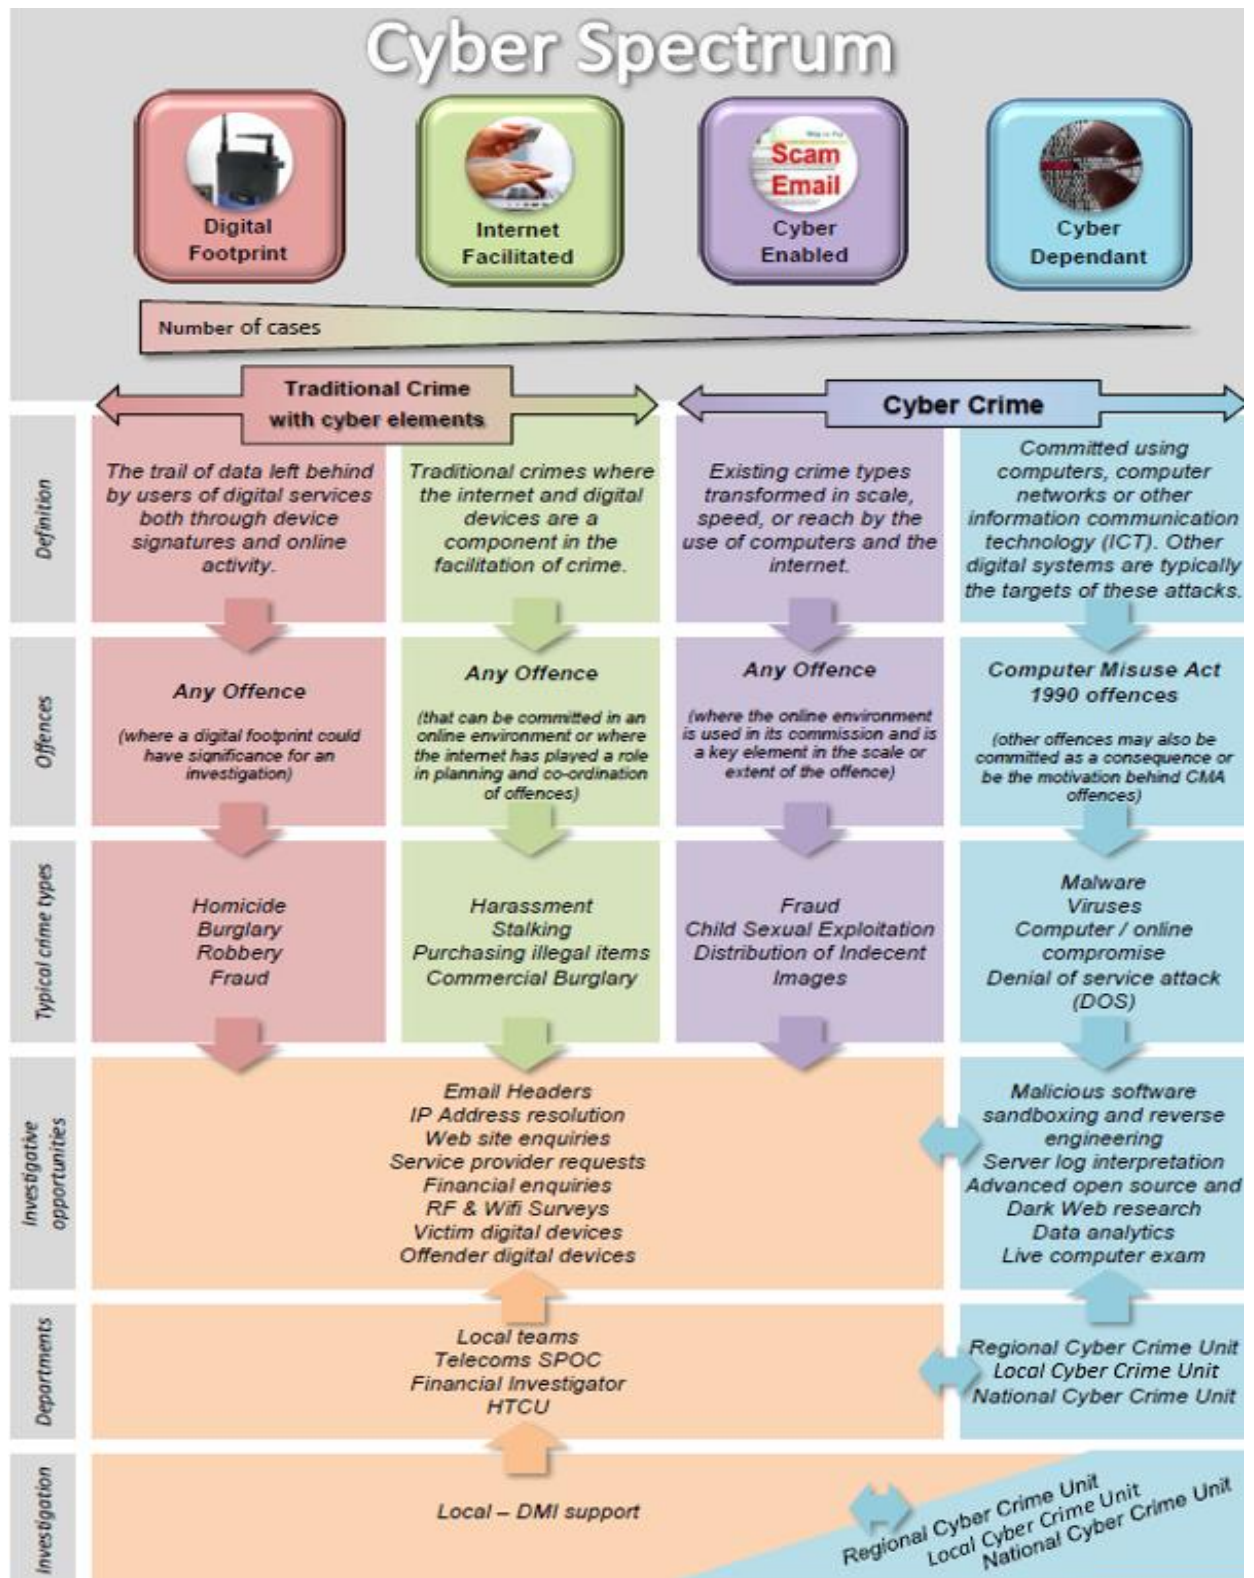 Cyber Spectrum
Scam
Email
Digital
Footprint
Internet
Facilitated
Cyber
Enabled
Cyber
Dependant
Number of cases
Traditional Crime
with cyber elements
Cyber Crime
Definition
The trail of data left behind
by users of digital services
both through device
signatures and online
activity.
Traditional crimes where
the internet and digital
devices are a
component in the
facilitation of crime.
Existing crime types
transformed in scale,
speed, or reach by the
use of computers and the
internet.
Committed using
computers, computer
networks or other
information communication
technology (ICT). Other
digital systems are typically
the targets of these attacks.
Offences
Any Offence
(where a digital footprint could
have significance for an
investigation)
Any Offence
(that can be committed in an
online environment or where
the internet has played a role
in planning and co-ordination
of offences)
Any Offence
(where the online environment
is used in its commission and is
a key element in the scale or
extent of the offence)
Computer Misuse Act
1990 offences
(other offences may also be
committed as a consequence or
be the motivation behind CMA
offences)
Typical crime types
Homicide
Burglary
Robbery
Fraud
Harassment
Stalking
Purchasing illegal items
Commercial Burglary
Fraud
Child Sexual Exploitation
Distribution of Indecent
Images
Malware
Viruses
Computer / online
compromise
Denial of service attack
(DOS)
Investigative
opportunities
Email Headers
IP Address resolution
Web site enquiries
Service provider requests
Financial enquiries
RF & Wifi Surveys
Victim digital devices
Offender digital devices
Malicious software
sandboxing and reverse
engineering
Server log interpretation
Advanced open source and
Dark Web research
Data analytics
Live computer exam
Departments
Local teams
Telecoms SPOC
Financial Investigator
HTCU
Regional Cyber Crime Unit
Local Cyber Crime Unit
National Cyber Crime Unit
Investigation
Local – DMI support
Regional Cyber Crime Unit
Local Cyber Crime Unit
National Cyber Crime Unit